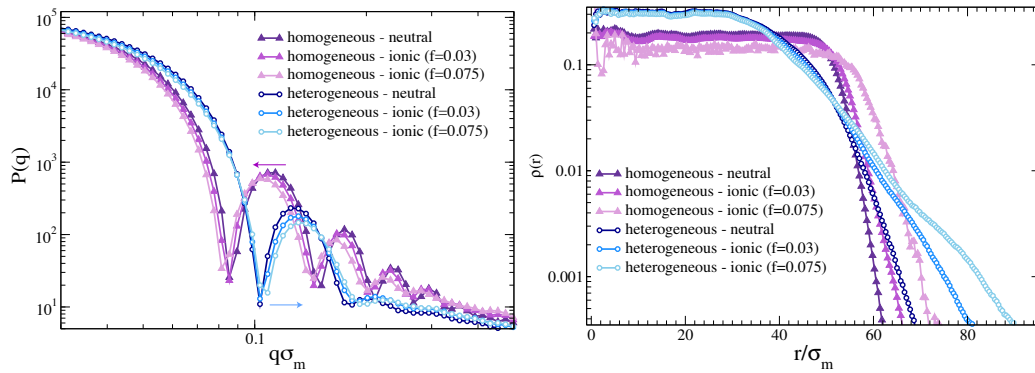 10^5
10^4
10^3
10^2
10^1
P(q)
0.1
qσ_m
homogeneous - neutral
homogeneous - ionic (f=0.03)
homogeneous - ionic (f=0.075)
heterogeneous - neutral
heterogeneous - ionic (f=0.03)
heterogeneous - ionic (f=0.075)
0.1
0.01
0.001
ρ(r)
0 20 40 60 80
r/σ_m
homogeneous - neutral
homogeneous - ionic (f=0.03)
homogeneous - ionic (f=0.075)
heterogeneous - neutral
heterogeneous - ionic (f=0.03)
heterogeneous - ionic (f=0.075)